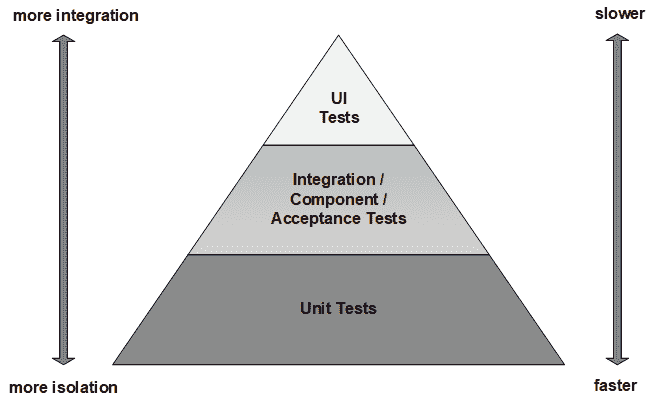 more integration
slower
UI
Tests
Integration /
Component /
Acceptance Tests
Unit Tests
more isolation
faster